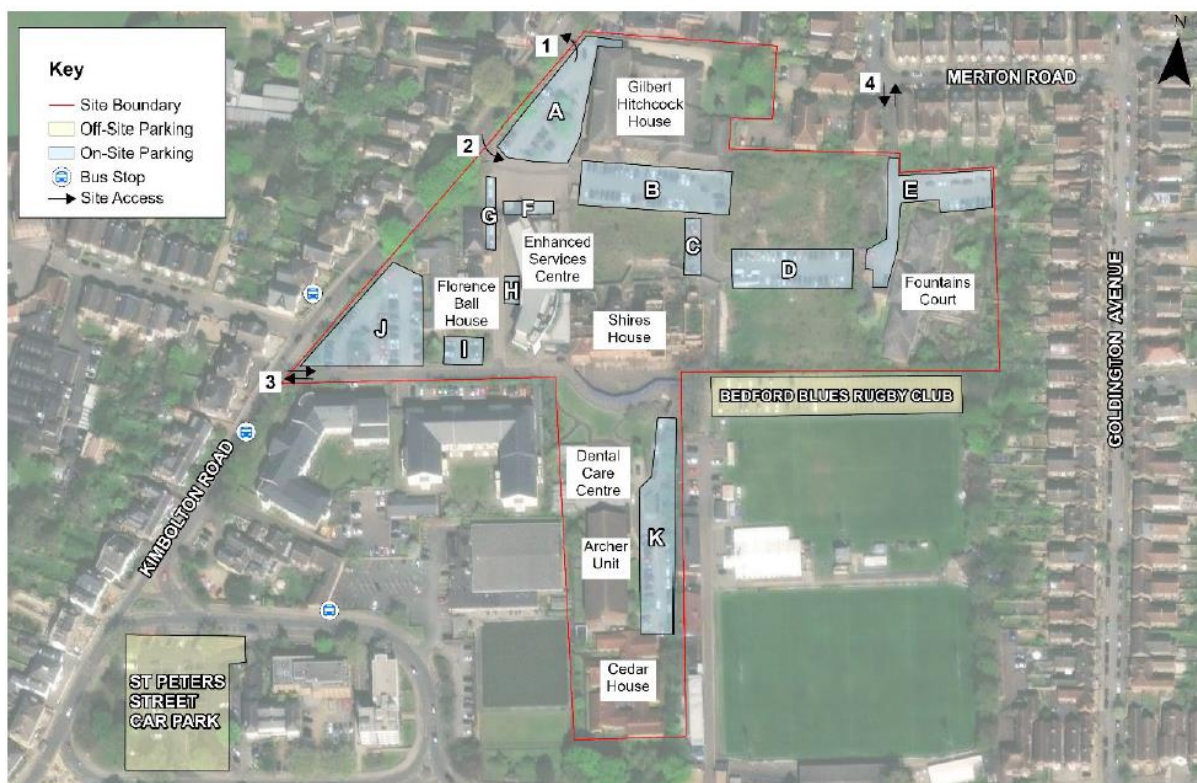 Key
Site Boundary
Off-Site Parking
On-Site Parking
Bus Stop
Site Access
N
1
2
3
4
MERTON ROAD
A
Gilbert
Hitchcock
House
B
C
D
E
F
G
Enhanced
Services
Centre
H
Florence
Ball
House
I
J
Shires
House
Fountains
Court
GOLDINGTON AVENUE
BEDFORD BLUES RUGBY CLUB
KIMBOLTON ROAD
Dental
Care
Centre
Archer
Unit
K
Cedar
House
ST PETERS
STREET
CAR PARK